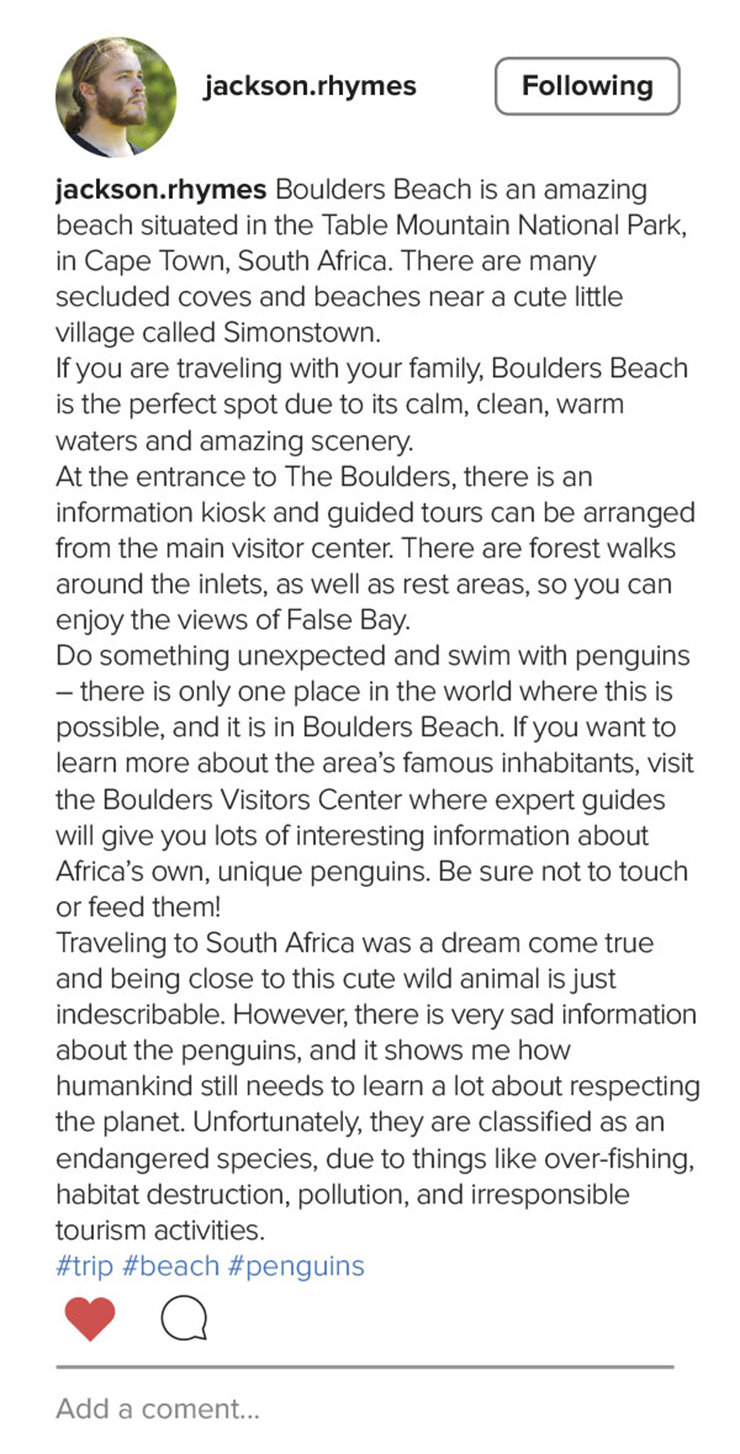 jackson.rhymes
Following
jackson.rhymes Boulders Beach is an amazing
beach situated in the Table Mountain National Park,
in Cape Town, South Africa. There are many
secluded coves and beaches near a cute little
village called Simonstown.
If you are traveling with your family, Boulders Beach
is the perfect spot due to its calm, clean, warm
waters and amazing scenery.
At the entrance to The Boulders, there is an
information kiosk and guided tours can be arranged
from the main visitor center. There are forest walks
around the inlets, as well as rest areas, so you can
enjoy the views of False Bay.
Do something unexpected and swim with penguins
– there is only one place in the world where this is
possible, and it is in Boulders Beach. If you want to
learn more about the area’s famous inhabitants, visit
the Boulders Visitors Center where expert guides
will give you lots of interesting information about
Africa’s own, unique penguins. Be sure not to touch
or feed them!
Traveling to South Africa was a dream come true
and being close to this cute wild animal is just
indescribable. However, there is very sad information
about the penguins, and it shows me how
humankind still needs to learn a lot about respecting
the planet. Unfortunately, they are classified as an
endangered species, due to things like over-fishing,
habitat destruction, pollution, and irresponsible
tourism activities.
#trip #beach #penguins
Add a coment...